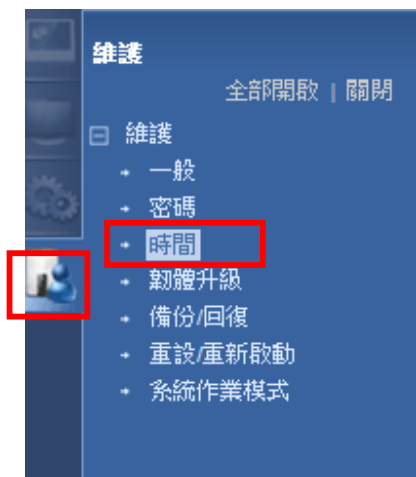 維護
全部開啟 | 關閉
維護
一般
密碼
時間
韌體升級
備份/回復
重設/重新啟動
系統作業模式